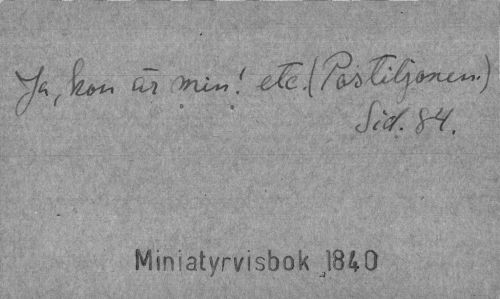 Ja, hon är min! etc. (Postiljonen.)
Sid. 84.
Miniatyrvisbok 1840